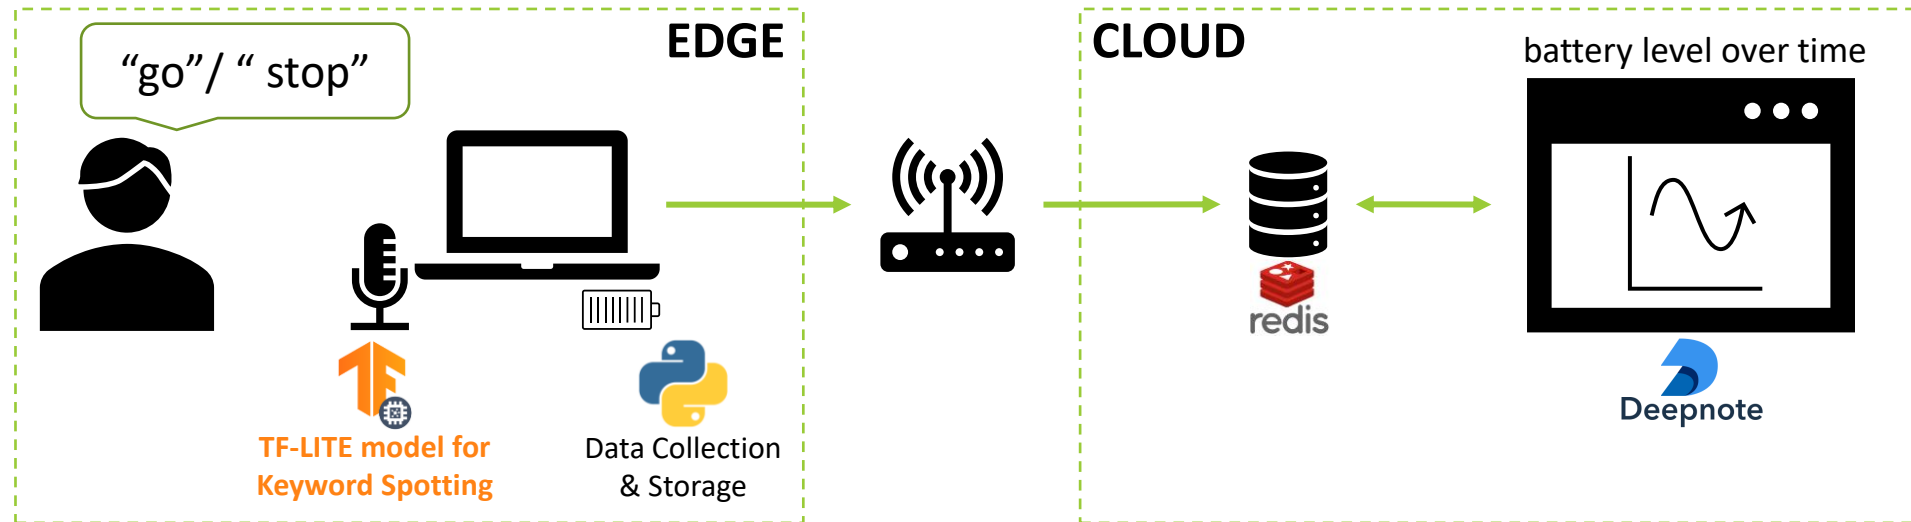 “go”/ “ stop”
EDGE
TF-LITE model for
Keyword Spotting
Data Collection
& Storage
CLOUD
redis
battery level over time
Deepnote